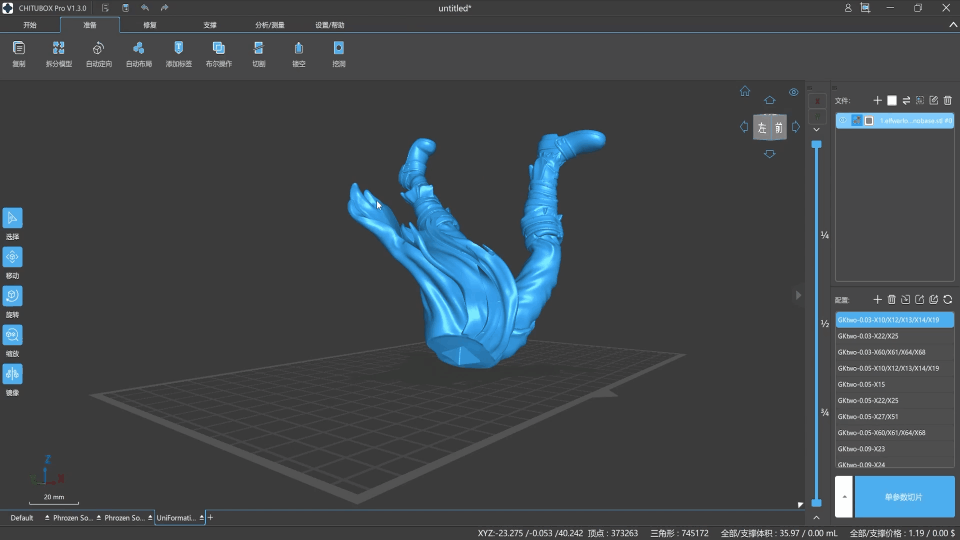 CHITUBOX Pro V1.3.0
untitled*
开始 准备 修复 支撑 分析/测量 设置/帮助
复制 拆分模型 自动定向 自动布局 添加标签 布尔操作 切割 镂空 挖洞
左 前
文件:
选择
移动
旋转
缩放
镜像
1/4
1/2
3/4
配置:
GKtwo-0.03-X10/X12/X13/X14/X19
GKtwo-0.03-X22/X25
GKtwo-0.03-X60/X61/X64/X68
GKtwo-0.05-X10/X12/X13/X14/X19
GKtwo-0.05-X15
GKtwo-0.05-X22/X25
GKtwo-0.05-X27/X51
GKtwo-0.05-X60/X61/X64/X68
GKtwo-0.09-X23
GKtwo-0.09-X24
单参数切片
Z
20 mm
Default Phrozen So... Phrozen So... UniFormati...
XYZ:-23.275 /-0.053 /40.242 顶点 : 373263 三角形 : 745172 全部/支撑体积 : 35.97 / 0.00 mL 全部/支撑价格 : 1.19 / 0.00 $